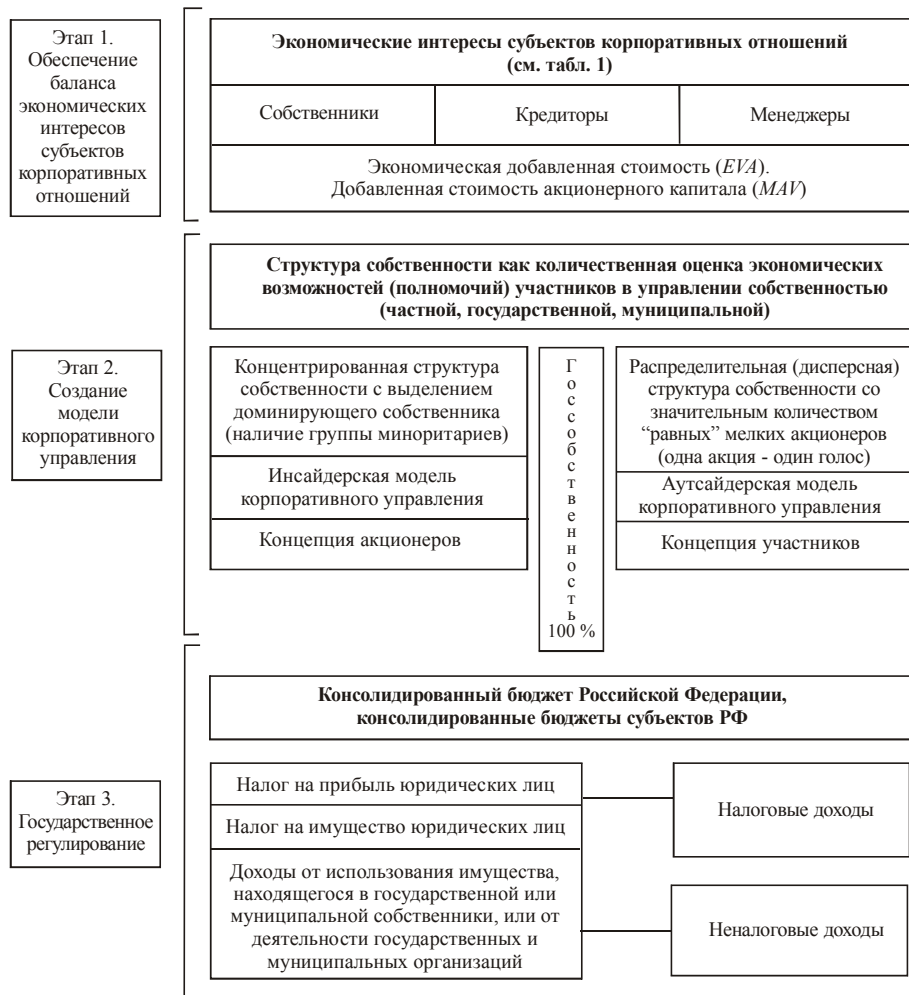 Этап 1.
Обеспечение
баланса
экономических
интересов
субъектов
корпоративных
отношений
Экономические интересы субъектов корпоративных отношений
(см. табл. 1)
Собственники
Кредиторы
Менеджеры
Экономическая добавленная стоимость (EVA).
Добавленная стоимость акционерного капитала (MAV)
Этап 2.
Создание
модели
корпоративного
управления
Структура собственности как количественная оценка экономических
возможностей (полномочий) участников в управлении собственностью
(частной, государственной, муниципальной)
Концентрированная структура
собственности с выделением
доминирующего собственника
(наличие группы миноритариев)
Инсайдерская модель
корпоративного управления
Концепция акционеров
Госсобственность
100 %
Распределительная (дисперсная)
структура собственности со
значительным количеством
“равных” мелких акционеров
(одна акция - один голос)
Аутсайдерская модель
корпоративного управления
Концепция участников
Этап 3.
Государственное
регулирование
Консолидированный бюджет Российской Федерации,
консолидированные бюджеты субъектов РФ
Налог на прибыль юридических лиц
Налог на имущество юридических лиц
Доходы от использования имущества,
находящегося в государственной или
муниципальной собственники, или от
деятельности государственных и
муниципальных организаций
Налоговые доходы
Неналоговые доходы